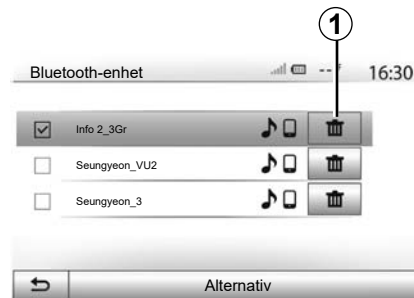 1
Bluetooth-enhet -- ° 16:30
Info 2_3Gr
Seungyeon_VU2
Seungyeon_3
Alternativ